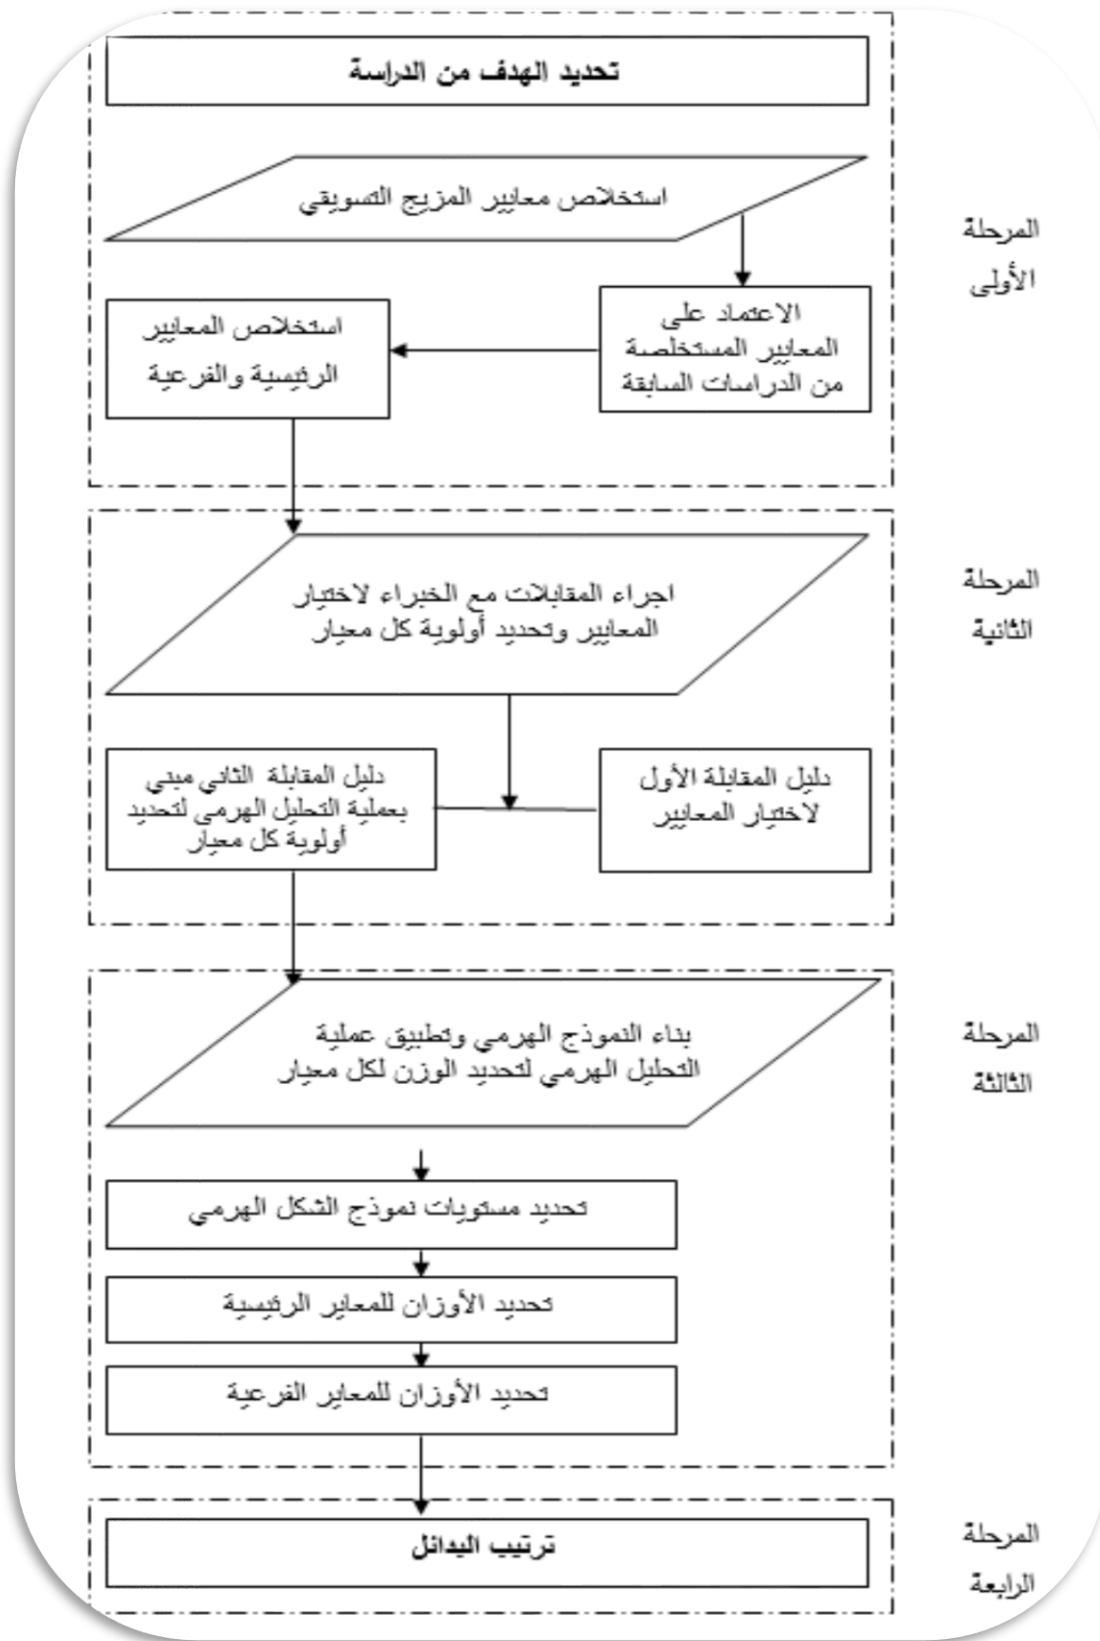 تحديد الهدف من الدراسة
استخلاص معايير المزيج التسويقي
المرحلة
الأولى
الاعتماد على
المعايير المستخلصة
من الدراسات السابقة
استخلاص المعايير
الرئيسية والفرعية
اجراء المقابلات مع الخبراء لاختيار
المعايير وتحديد أولوية كل معيار
المرحلة
الثانية
دليل المقابلة الأول
لاختيار المعايير
دليل المقابلة الثاني مبني
بعملية التحليل الهرمي لتحديد
أولوية كل معيار
بناء النموذج الهرمي وتطبيق عملية
التحليل الهرمي لتحديد الوزن لكل معيار
المرحلة
الثالثة
تحديد مستويات نموذج الشكل الهرمي
تحديد الأوزان للمعاير الرئيسية
تحديد الأوزان للمعاير الفرعية
ترتيب البدائل
المرحلة
الرابعة